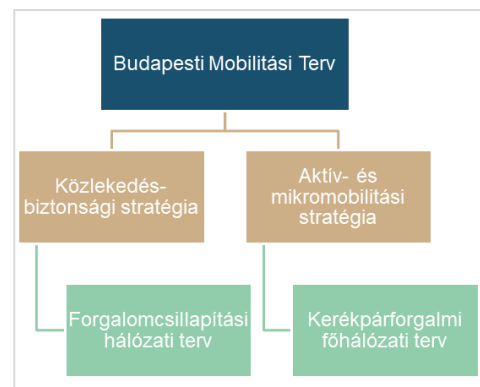 Budapesti Mobilitási Terv
Közlekedés-
biztonsági stratégia
Aktív- és
mikromobilitási
stratégia
Forgalomcsillapítási
hálózati terv
Kerékpárforgalmi
főhálózati terv